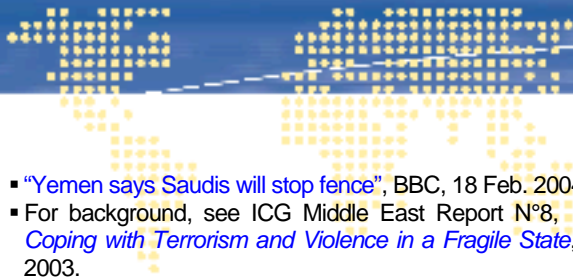 ▪ “Yemen says Saudis will stop fence”, BBC, 18 Feb. 2004
▪ For background, see ICG Middle East Report N°8,
Coping with Terrorism and Violence in a Fragile State,
2003.